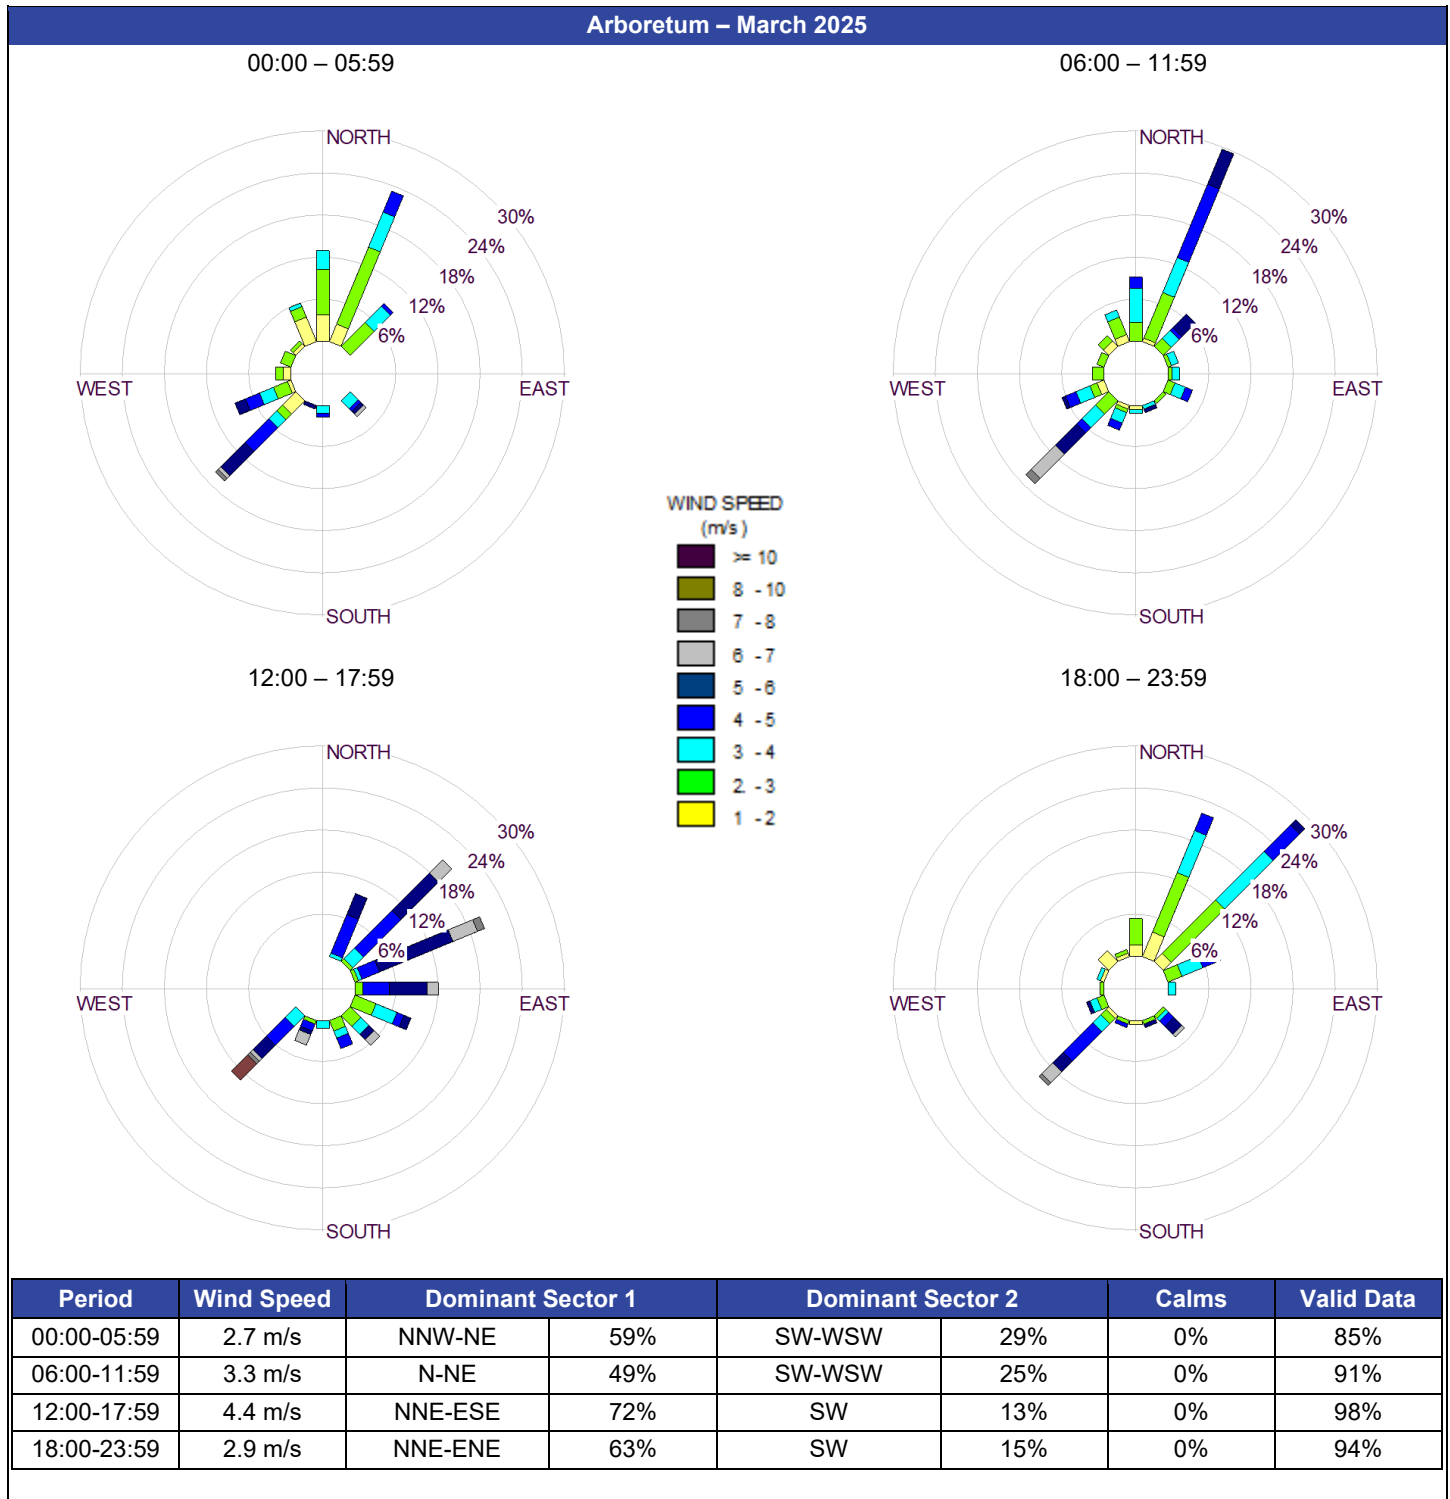 Arboretum – March 2025
00:00 – 05:59
06:00 – 11:59
NORTH
30%
24%
18%
12%
6%
WEST
EAST
SOUTH
NORTH
30%
24%
18%
12%
6%
WEST
EAST
SOUTH
WIND SPEED
(m/s)
>= 10
8 - 10
7 - 8
6 - 7
5 - 6
4 - 5
3 - 4
2 - 3
1 - 2
12:00 – 17:59
18:00 – 23:59
NORTH
30%
24%
18%
12%
6%
WEST
EAST
SOUTH
NORTH
30%
24%
18%
12%
6%
WEST
EAST
SOUTH
Period Wind Speed Dominant Sector 1 Dominant Sector 2 Calms Valid Data
00:00-05:59 2.7 m/s NNW-NE 59% SW-WSW 29% 0% 85%
06:00-11:59 3.3 m/s N-NE 49% SW-WSW 25% 0% 91%
12:00-17:59 4.4 m/s NNE-ESE 72% SW 13% 0% 98%
18:00-23:59 2.9 m/s NNE-ENE 63% SW 15% 0% 94%